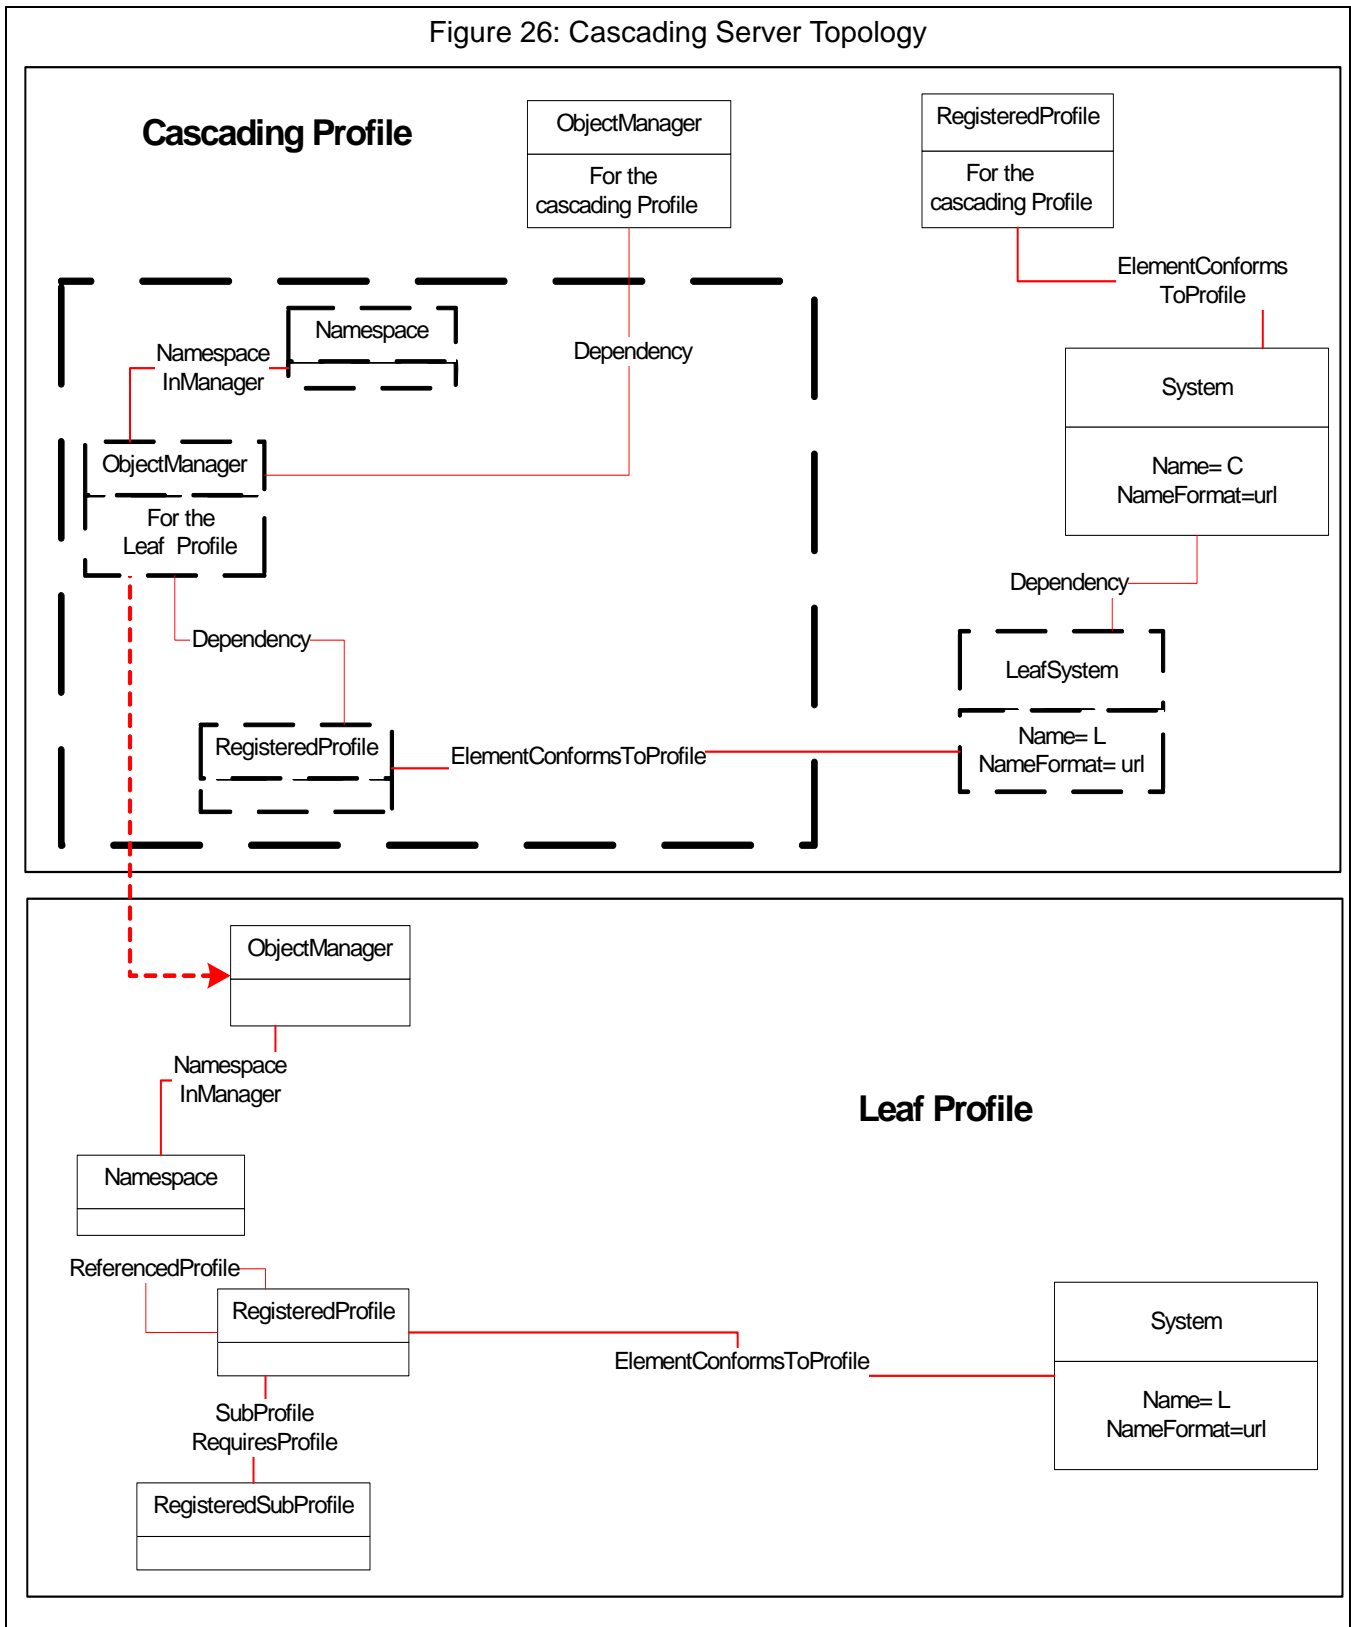 Figure 26: Cascading Server Topology
Cascading Profile
ObjectManager
For the
cascading Profile
RegisteredProfile
For the
cascading Profile
ElementConforms
ToProfile
Namespace
Namespace
InManager
Dependency
System
Name= C
NameFormat=url
ObjectManager
For the
Leaf Profile
Dependency
Dependency
LeafSystem
Name= L
NameFormat= url
RegisteredProfile
ElementConformsToProfile
ObjectManager
Namespace
InManager
Leaf Profile
Namespace
ReferencedProfile
RegisteredProfile
ElementConformsToProfile
System
Name= L
NameFormat=url
SubProfile
RequiresProfile
RegisteredSubProfile